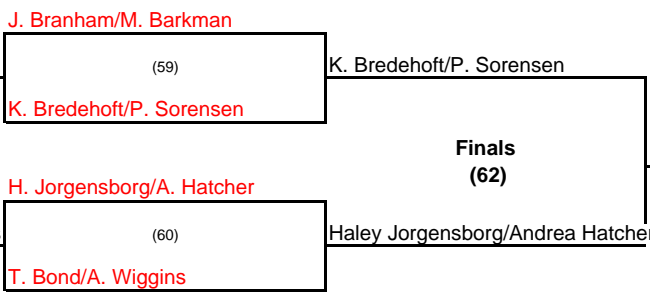 J. Branham/M. Barkman
(59)
K. Bredehoft/P. Sorensen
K. Bredehoft/P. Sorensen
Finals
(62)
H. Jorgensborg/A. Hatcher
(60)
Haley Jorgensborg/Andrea Hatcher
T. Bond/A. Wiggins